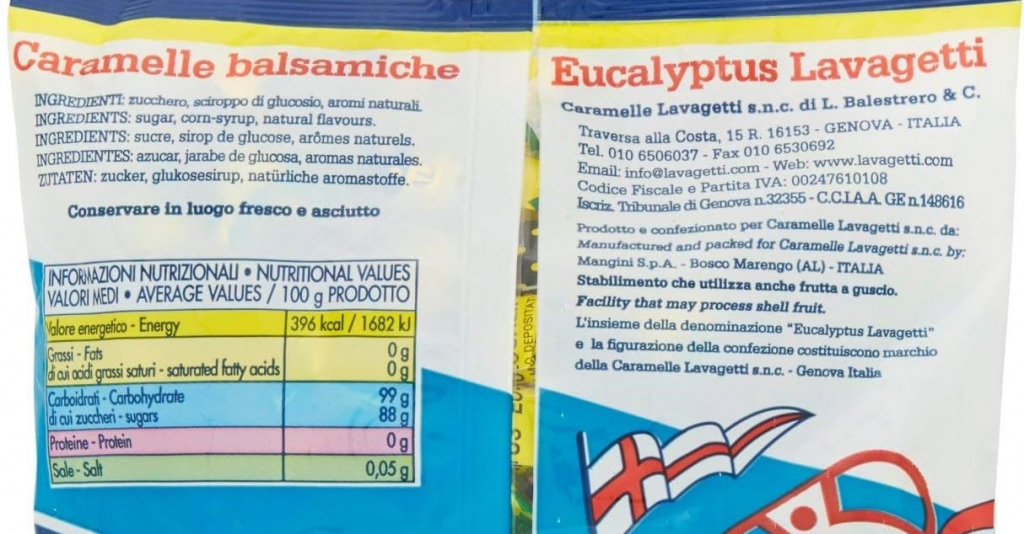 Caramelle balsamiche
INGREDIENTI: zucchero, sciroppo di glucosio, aromi naturali.
INGREDIENTS: sugar, corn-syrup, natural flavours.
INGREDIENTS: sucre, sirop de glucose, arômes naturels.
INGREDIENTES: azucar, jarabe de glucosa, aromas naturales.
ZUTATEN: zucker, glukosesirup, natürliche aromastoffe.
Conservare in luogo fresco e asciutto
INFORMAZIONI NUTRIZIONALI • NUTRITIONAL VALUES
VALORI MEDI • AVERAGE VALUES / 100 g PRODOTTO
Valore energetico - Energy 396 kcal / 1682 kJ
Grassi - Fats 0 g
di cui acidi grassi saturi - saturated fatty acids 0 g
Carboidrati - Carbohydrate 99 g
di cui zuccheri - sugars 88 g
Proteine - Protein 0 g
Sale - Salt 0,05 g
Eucalyptus Lavagetti
Caramelle Lavagetti s.n.c. di L. Balestrero & C.
Traversa alla Costa, 15 R. 16153 - GENOVA - ITALIA
Tel. 010 6506037 - Fax 010 6530692
Email: info@lavagetti.com - Web: www.lavagetti.com
Codice Fiscale e Partita IVA: 00247610108
Iscriz. Tribunale di Genova n.32355 - C.C.I.A.A. GE n.148616
Prodotto e confezionato per Caramelle Lavagetti s.n.c. da:
Manufactured and packed for Caramelle Lavagetti s.n.c. by:
Mangini S.p.A. - Bosco Marengo (AL) - ITALIA
Stabilimento che utilizza anche frutta a guscio.
Facility that may process shell fruit.
L'insieme della denominazione "Eucalyptus Lavagetti"
e la figurazione della confezione costituiscono marchio
della Caramelle Lavagetti s.n.c. - Genova Italia